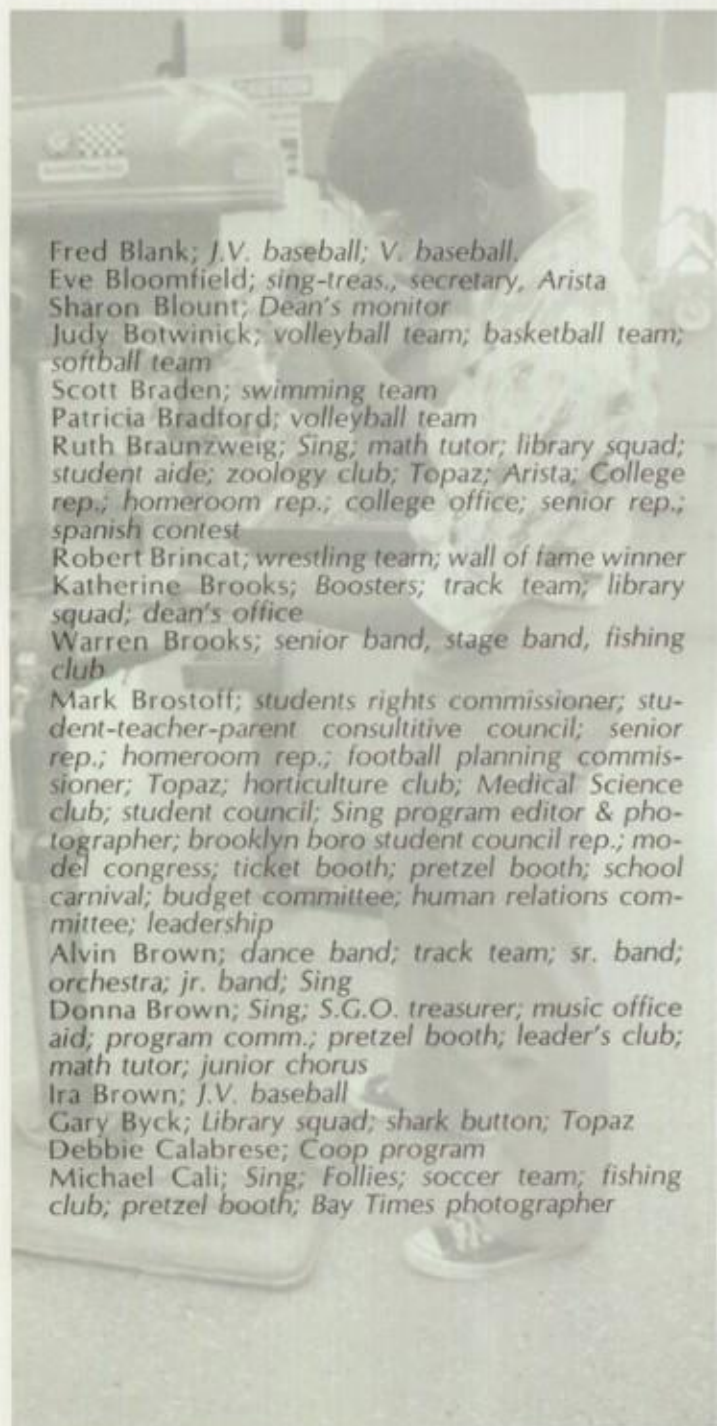 Fred Blank; J.V. baseball; V. baseball.
Eve Bloomfield; sing-treas., secretary, Arista
Sharon Blount; Dean's monitor
Judy Botwinick; volleyball team; basketball team;
softball team
Scott Braden; swimming team
Patricia Bradford; volleyball team
Ruth Braunzweig; Sing; math tutor; library squad;
student aide; zoology club; Topaz; Arista; College
rep.; homeroom rep.; college office; senior rep.;
spanish contest
Robert Brincat; wrestling team; wall of fame winner
Katherine Brooks; Boosters; track team; library
squad; dean's office
Warren Brooks; senior band, stage band, fishing
club
Mark Brostoff; students rights commissioner; stu-
dent-teacher-parent consultitive council; senior
rep.; homeroom rep.; football planning commis-
sioner; Topaz; horticulture club; Medical Science
club; student council; Sing program editor & pho-
tographer; brooklyn boro student council rep.; mo-
del congress; ticket booth; pretzel booth; school
carnival; budget committee; human relations com-
mittee; leadership
Alvin Brown; dance band; track team; sr. band;
orchestra; jr. band; Sing
Donna Brown; Sing; S.G.O. treasurer; music office
aid; program comm.; pretzel booth; leader's club;
math tutor; junior chorus
Ira Brown; J.V. baseball
Gary Byck; Library squad; shark button; Topaz
Debbie Calabrese; Coop program
Michael Cali; Sing; Follies; soccer team; fishing
club; pretzel booth; Bay Times photographer